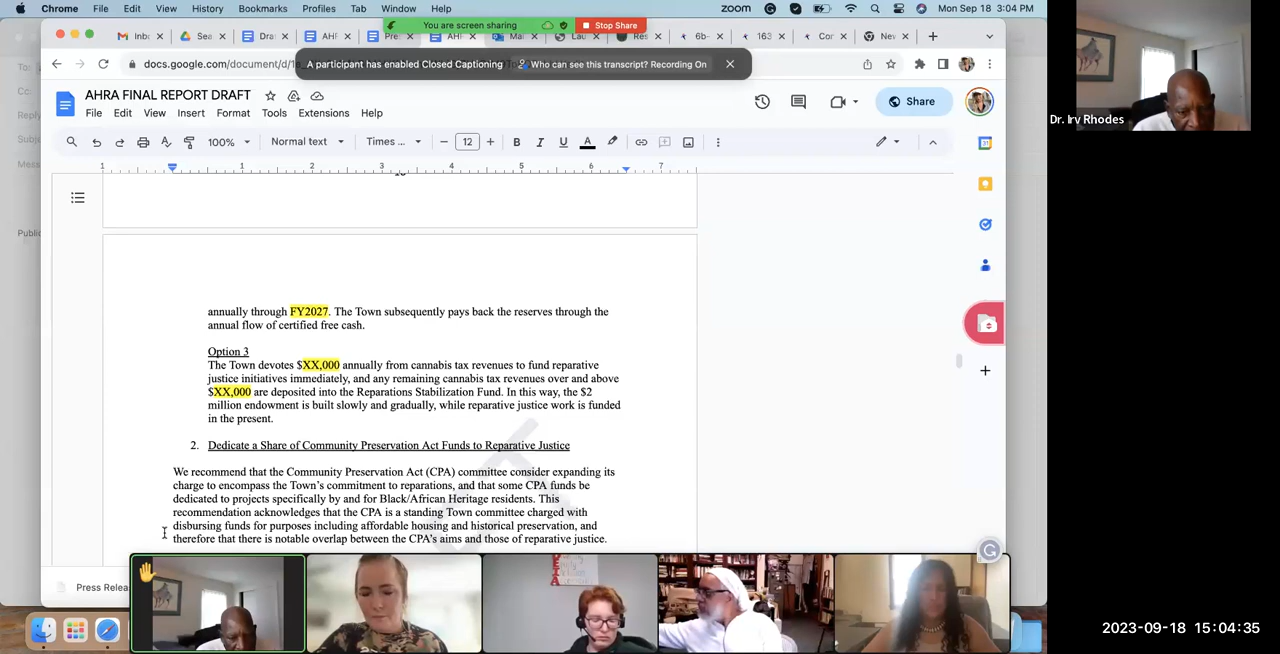 Chrome File Edit View History Bookmarks Profiles Tab Window Help
zoom
Mon Sep 18 3:04 PM
You are screen sharing
Stop Share
A participant has enabled Closed Captioning
Who can see this transcript? Recording On
docs.google.com/document/d/1
AHRA FINAL REPORT DRAFT
File Edit View Insert Format Tools Extensions Help
Share
100%
Normal text
Times ...
12
B I U A
1 1 2 3 4 5 6 7
annually through FY2027. The Town subsequently pays back the reserves through the
annual flow of certified free cash.
Option 3
The Town devotes $XX,000 annually from cannabis tax revenues to fund reparative
justice initiatives immediately, and any remaining cannabis tax revenues over and above
$XX,000 are deposited into the Reparations Stabilization Fund. In this way, the $2
million endowment is built slowly and gradually, while reparative justice work is funded
in the present.
2. Dedicate a Share of Community Preservation Act Funds to Reparative Justice
We recommend that the Community Preservation Act (CPA) committee consider expanding its
charge to encompass the Town's commitment to reparations, and that some CPA funds be
dedicated to projects specifically by and for Black/African Heritage residents. This
recommendation acknowledges that the CPA is a standing Town committee charged with
disbursing funds for purposes including affordable housing and historical preservation, and
therefore that there is notable overlap between the CPA's aims and those of reparative justice.
Press Relea
Dr. Irv Rhodes
2023-09-18 15:04:35